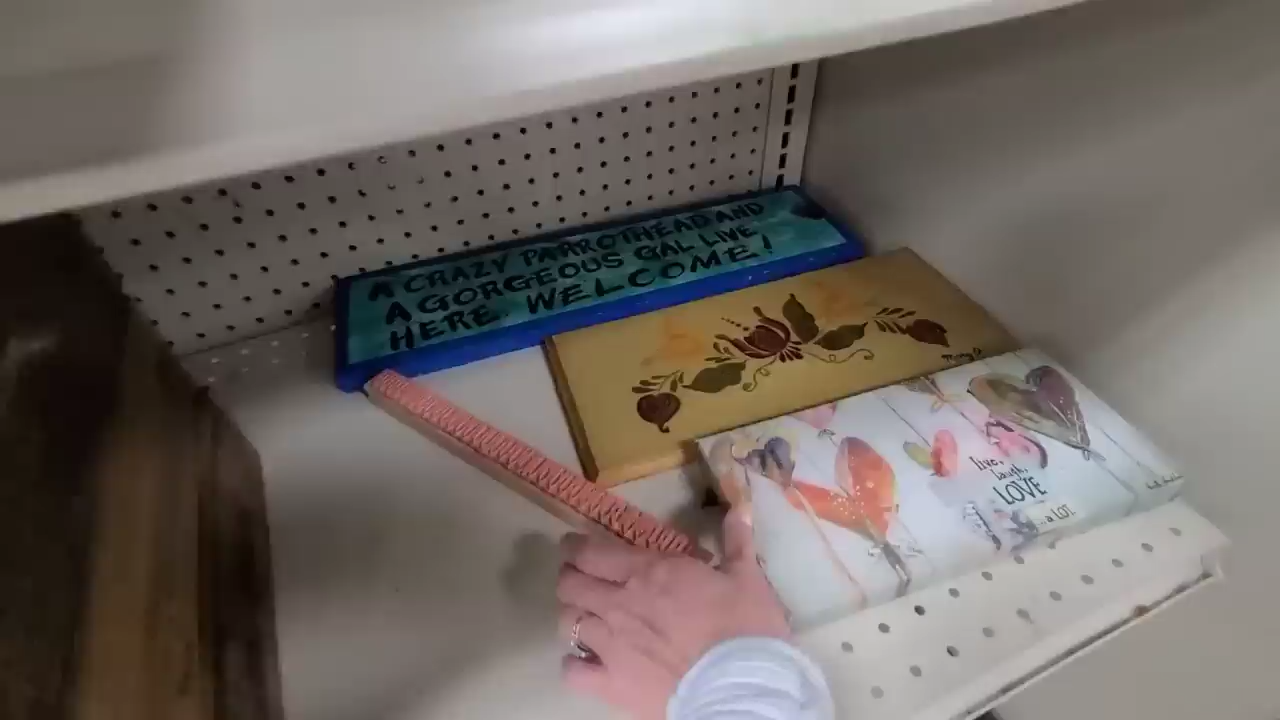 A CRAZY PARROTHEAD AND
A GORGEOUS GAL LIVE
HERE. WELCOME!
live,
laugh,
LOVE
...a LOT